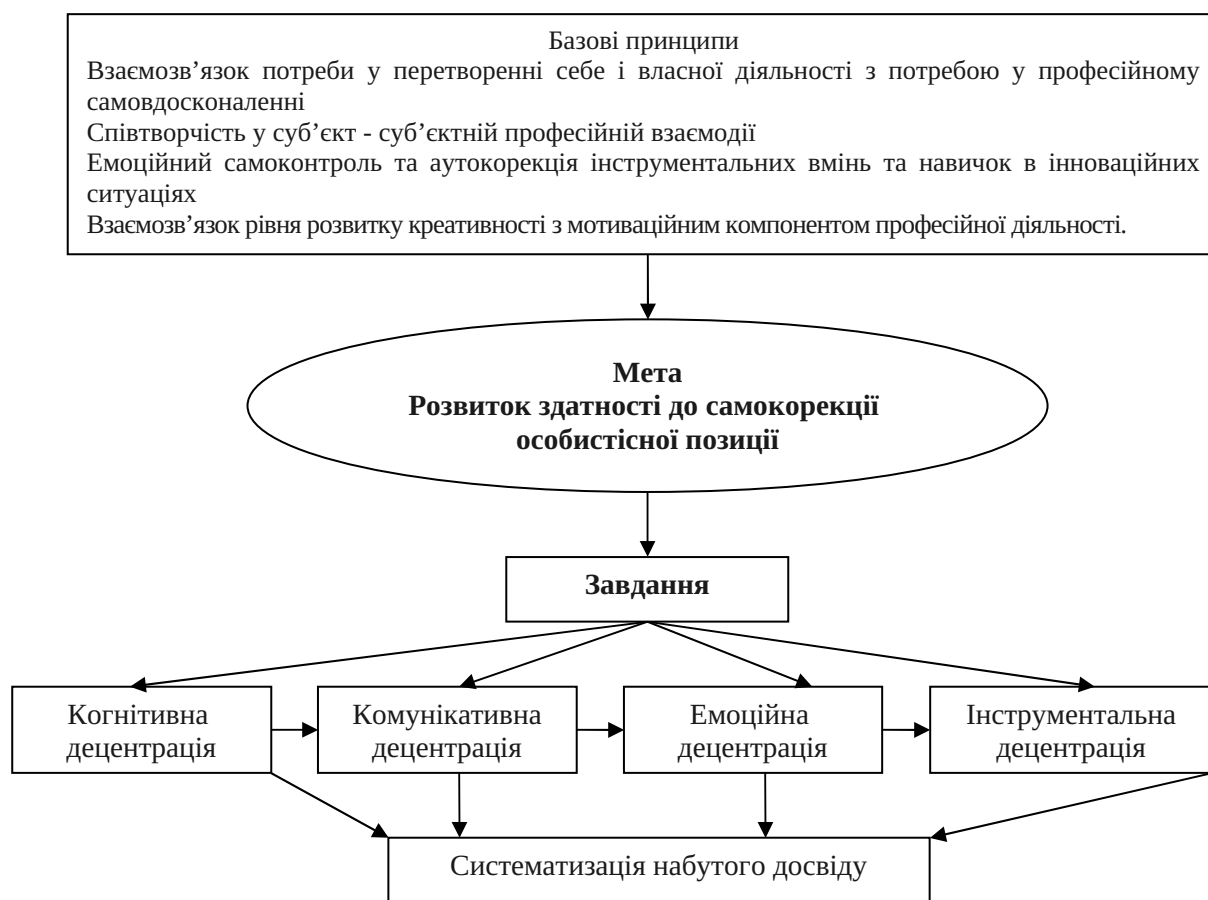 Базові принципи
Взаємозв’язок потреби у перетворенні себе і власної діяльності з потребою у професійному
самовдосконаленні
Співтворчість у суб’єкт - суб’єктній професійній взаємодії
Емоційний самоконтроль та аутокорекція інструментальних вмінь та навичок в інноваційних
ситуаціях
Взаємозв’язок рівня розвитку креативності з мотиваційним компонентом професійної діяльності.
Мета
Розвиток здатності до самокорекції
особистісної позиції
Завдання
Когнітивна
децентрація
Комунікативна
децентрація
Емоційна
децентрація
Інструментальна
децентрація
Систематизація набутого досвіду